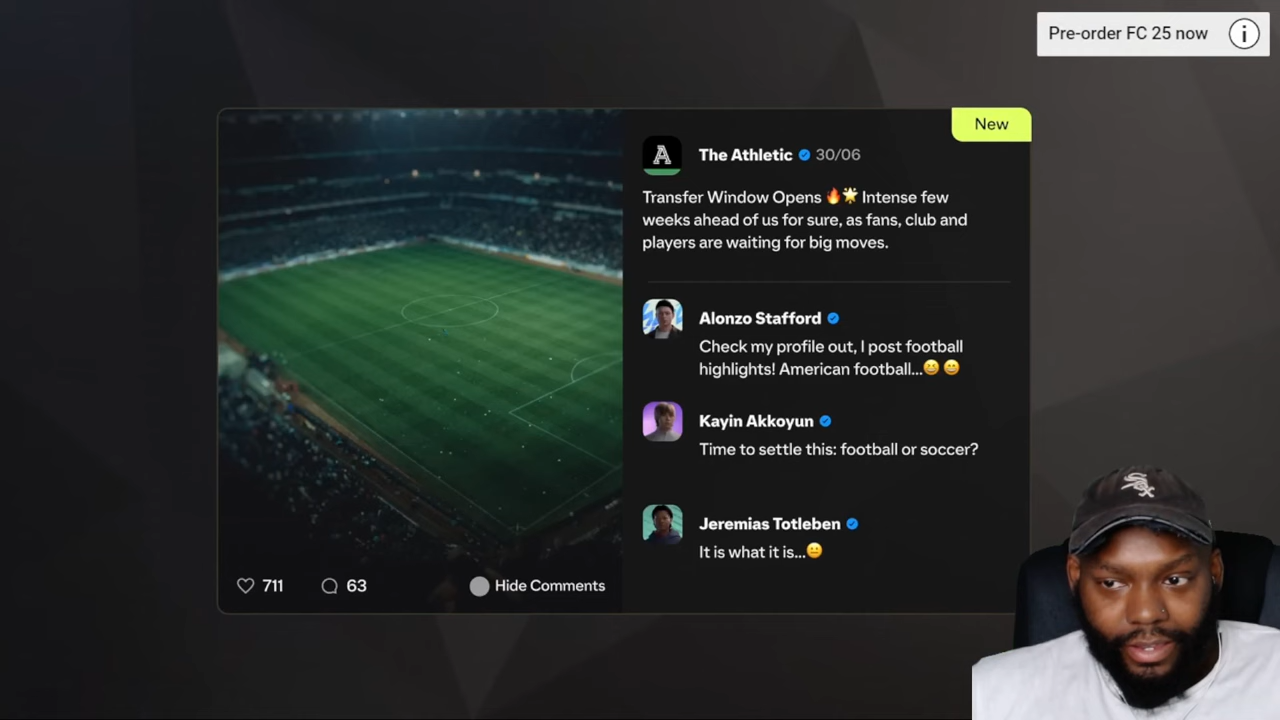 Pre-order FC 25 now
New
The Athletic 30/06
Transfer Window Opens 🔥🌟 Intense few
weeks ahead of us for sure, as fans, club and
players are waiting for big moves.
Alonzo Stafford
Check my profile out, I post football
highlights! American football...😄 😄
Kayin Akkoyun
Time to settle this: football or soccer?
Jeremias Totleben
It is what it is...😐
711 63 Hide Comments
Sox